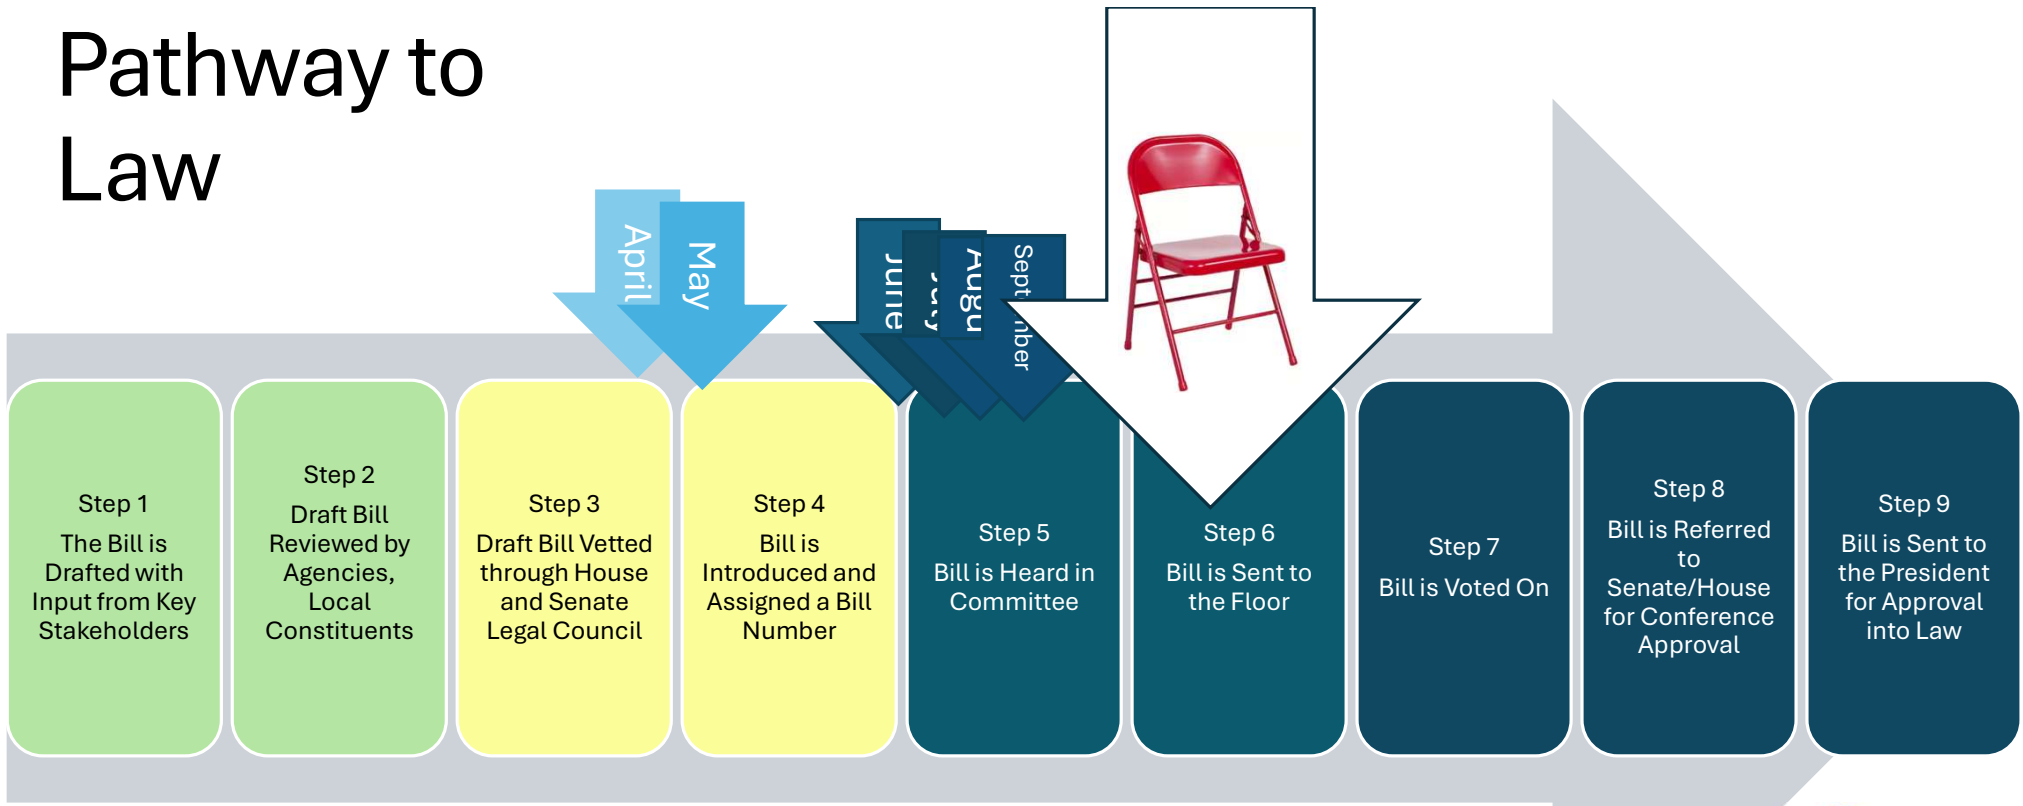 Pathway to
Law
April
May
June
July
Augu
Sept mber
Step 1
The Bill is
Drafted with
Input from Key
Stakeholders
Step 2
Draft Bill
Reviewed by
Agencies,
Local
Constituents
Step 3
Draft Bill Vetted
through House
and Senate
Legal Council
Step 4
Bill is
Introduced and
Assigned a Bill
Number
Step 5
Bill is Heard in
Committee
Step 6
Bill is Sent to
the Floor
Step 7
Bill is Voted On
Step 8
Bill is Referred
to
Senate/House
for Conference
Approval
Step 9
Bill is Sent to
the President
for Approval
into Law